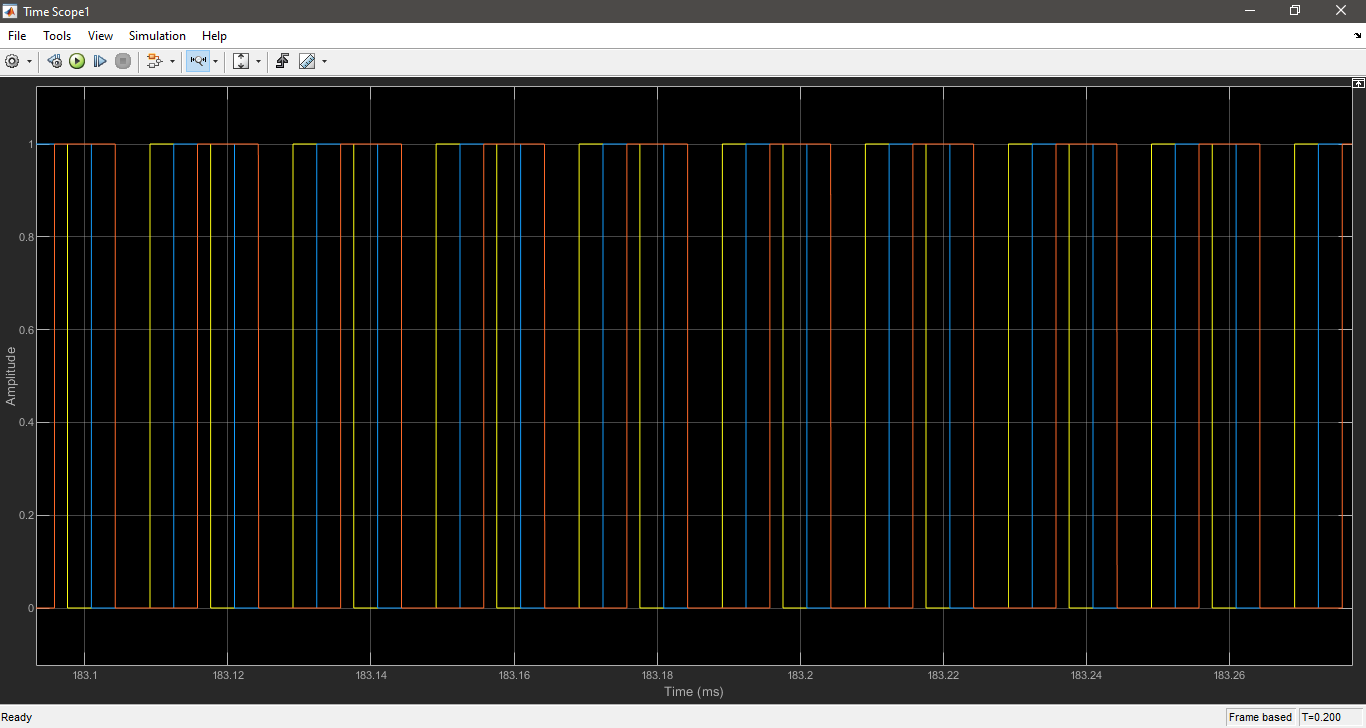 Time Scope1
File Tools View Simulation Help
1
0.8
0.6
0.4
0.2
0
Amplitude
183.1 183.12 183.14 183.16 183.18 183.2 183.22 183.24 183.26
Time (ms)
Ready Frame based T=0.200